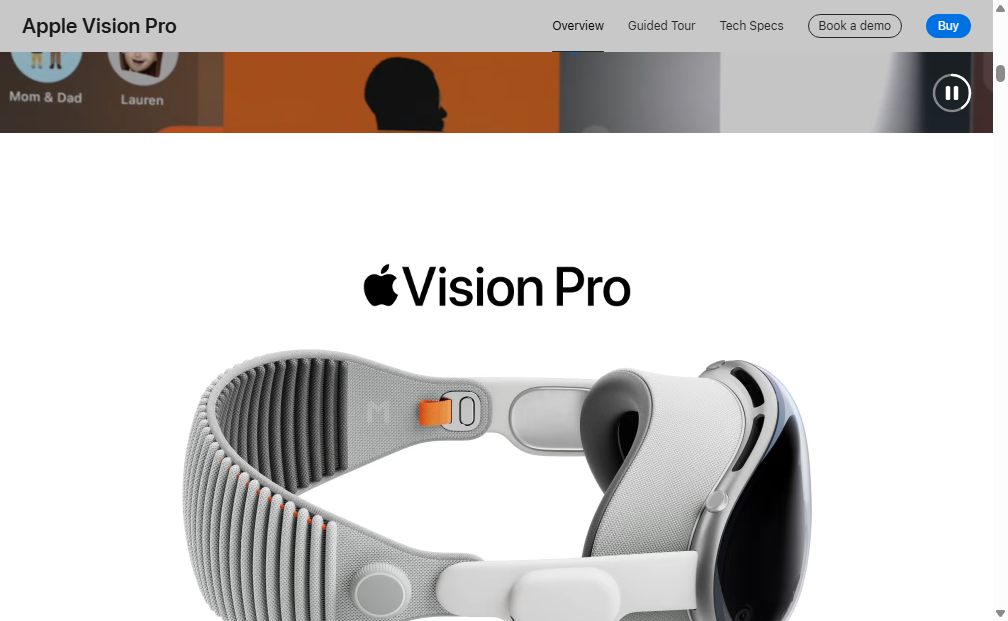 Apple Vision Pro
Overview
Guided Tour
Tech Specs
Book a demo
Buy
Mom & Dad
Lauren
Vision Pro
M